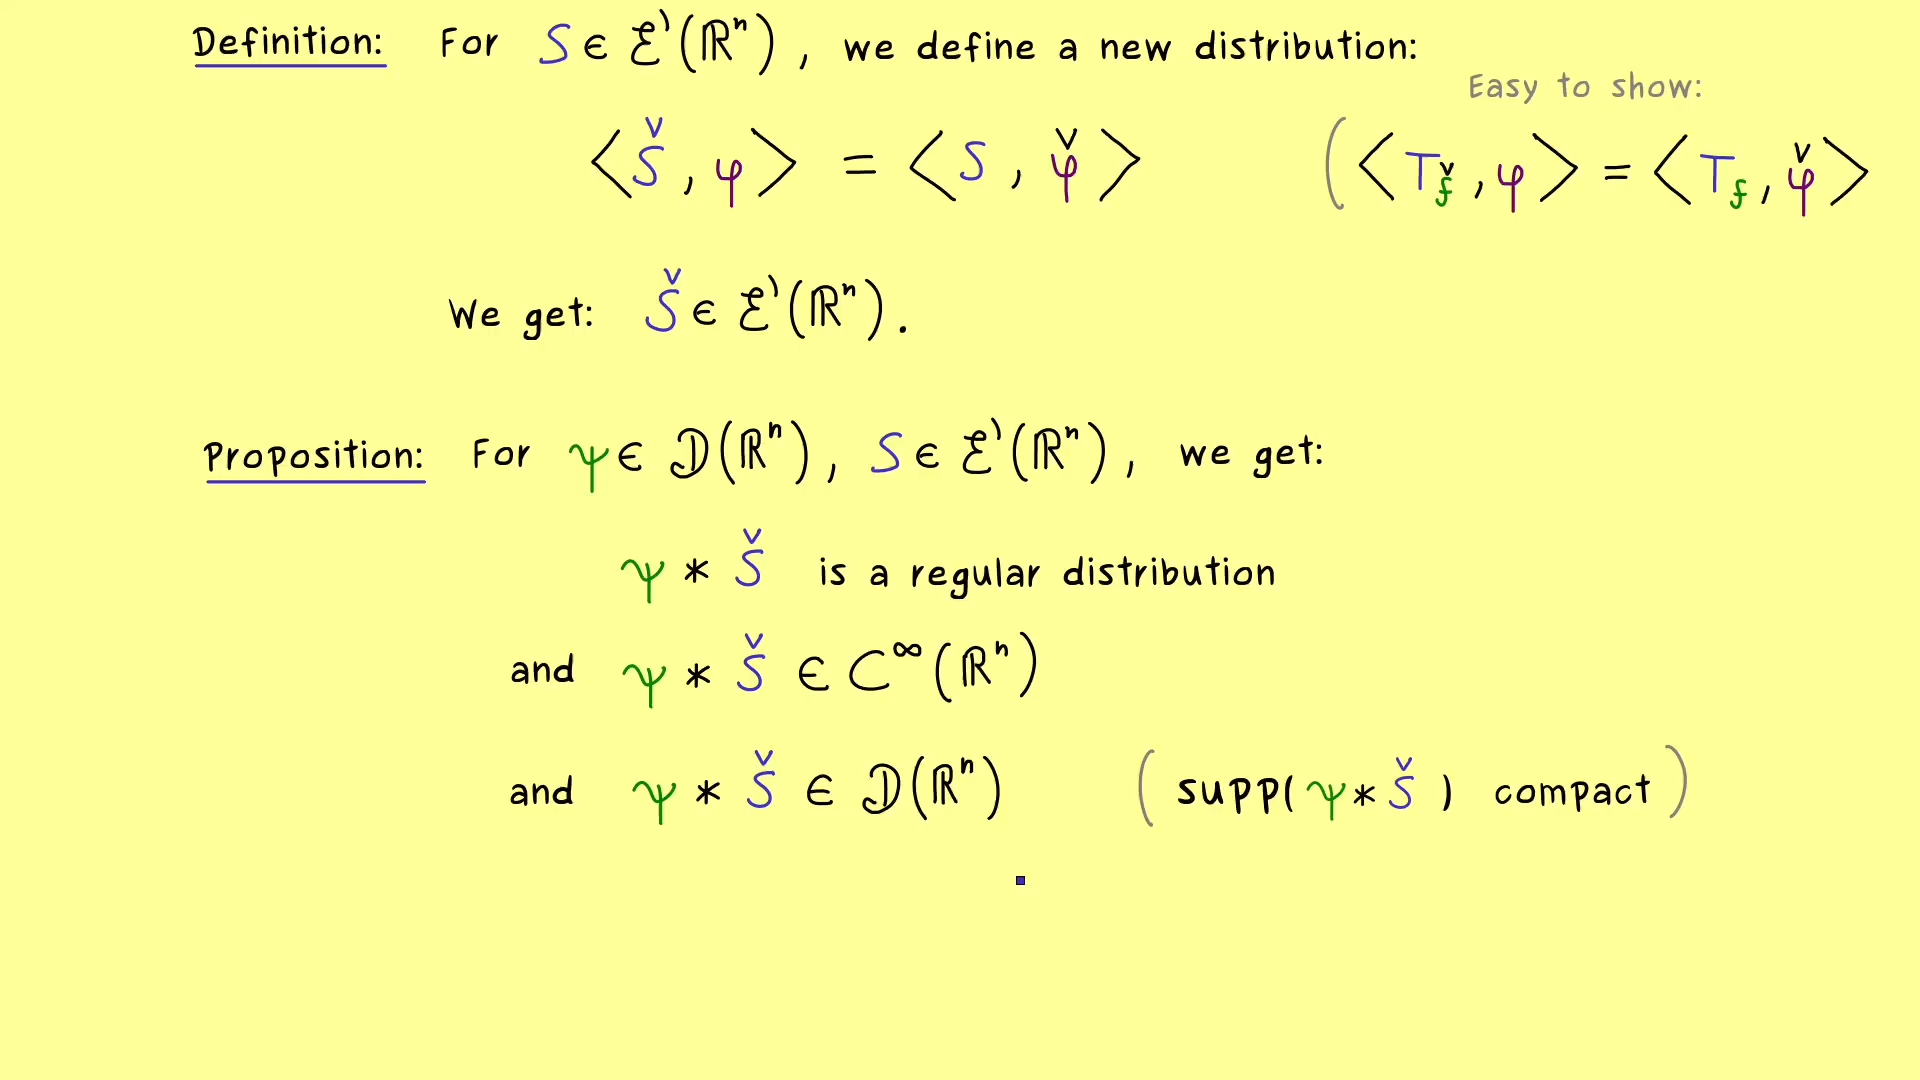 Definition: For S ∈ ℰ'(ℝⁿ), we define a new distribution:
Easy to show:
⟨Š, φ⟩ = ⟨S, φ̌⟩ (⟨T_f̌, φ⟩ = ⟨T_f, φ̌⟩
We get: Š ∈ ℰ'(ℝⁿ).
Proposition: For ψ ∈ 𝒟(ℝⁿ), S ∈ ℰ'(ℝⁿ), we get:
ψ * Š is a regular distribution
and ψ * Š ∈ C^∞(ℝⁿ)
and ψ * Š ∈ 𝒟(ℝⁿ) (supp(ψ * Š) compact)